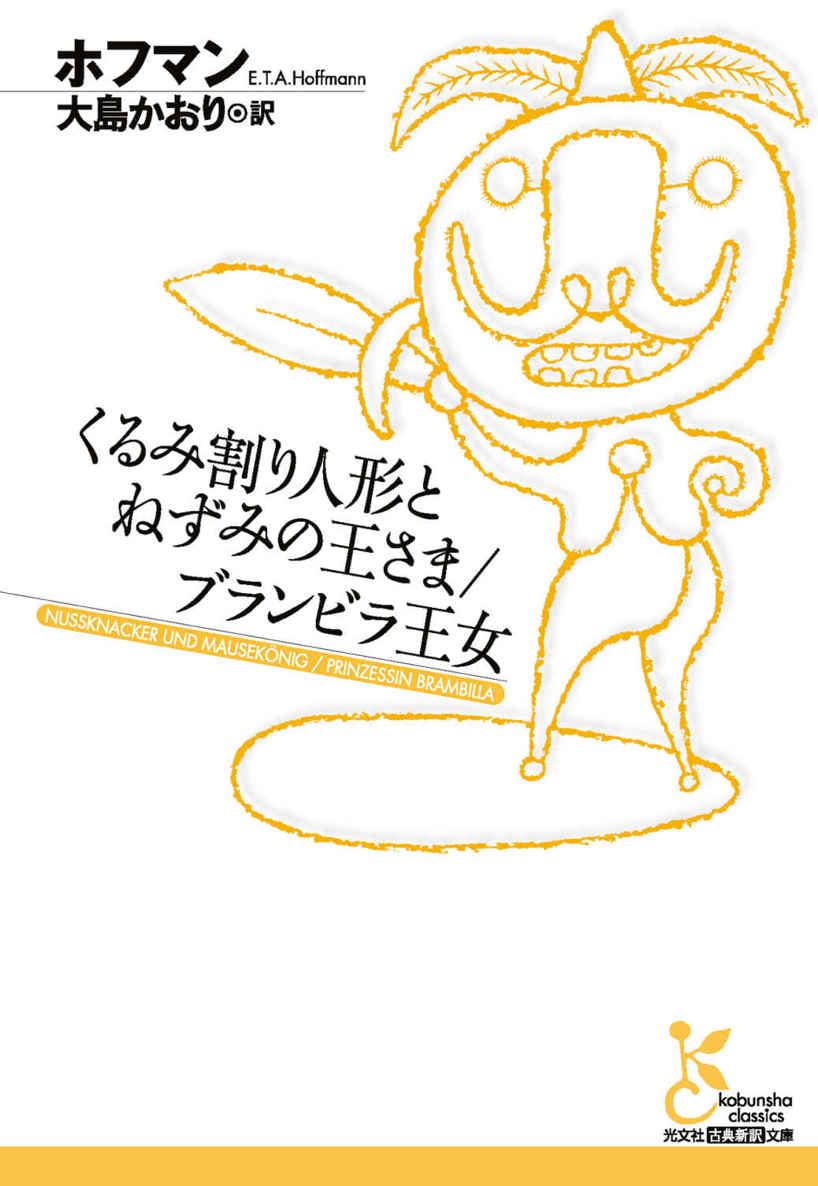 ホフマン E.T.A.Hoffmann
大島かおり◉訳
くるみ割り人形と
ねずみの王さま/
ブランビラ王女
NUSSKNACKER UND MAUSEKÖNIG / PRINZESSIN BRAMBILLA
kobunsha
classics
光文社古典新訳文庫